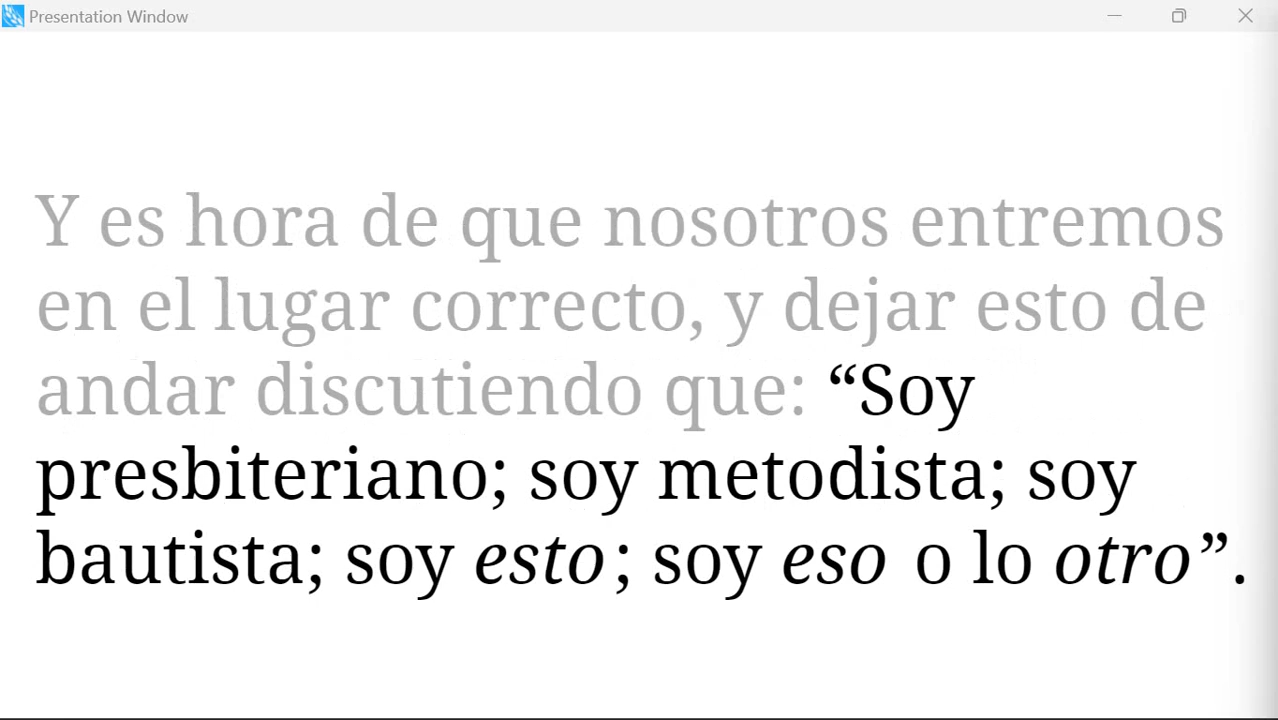 Presentation Window
Y es hora de que nosotros entremos
en el lugar correcto, y dejar esto de
andar discutiendo que: “Soy
presbiteriano; soy metodista; soy
bautista; soy esto; soy eso o lo otro”.